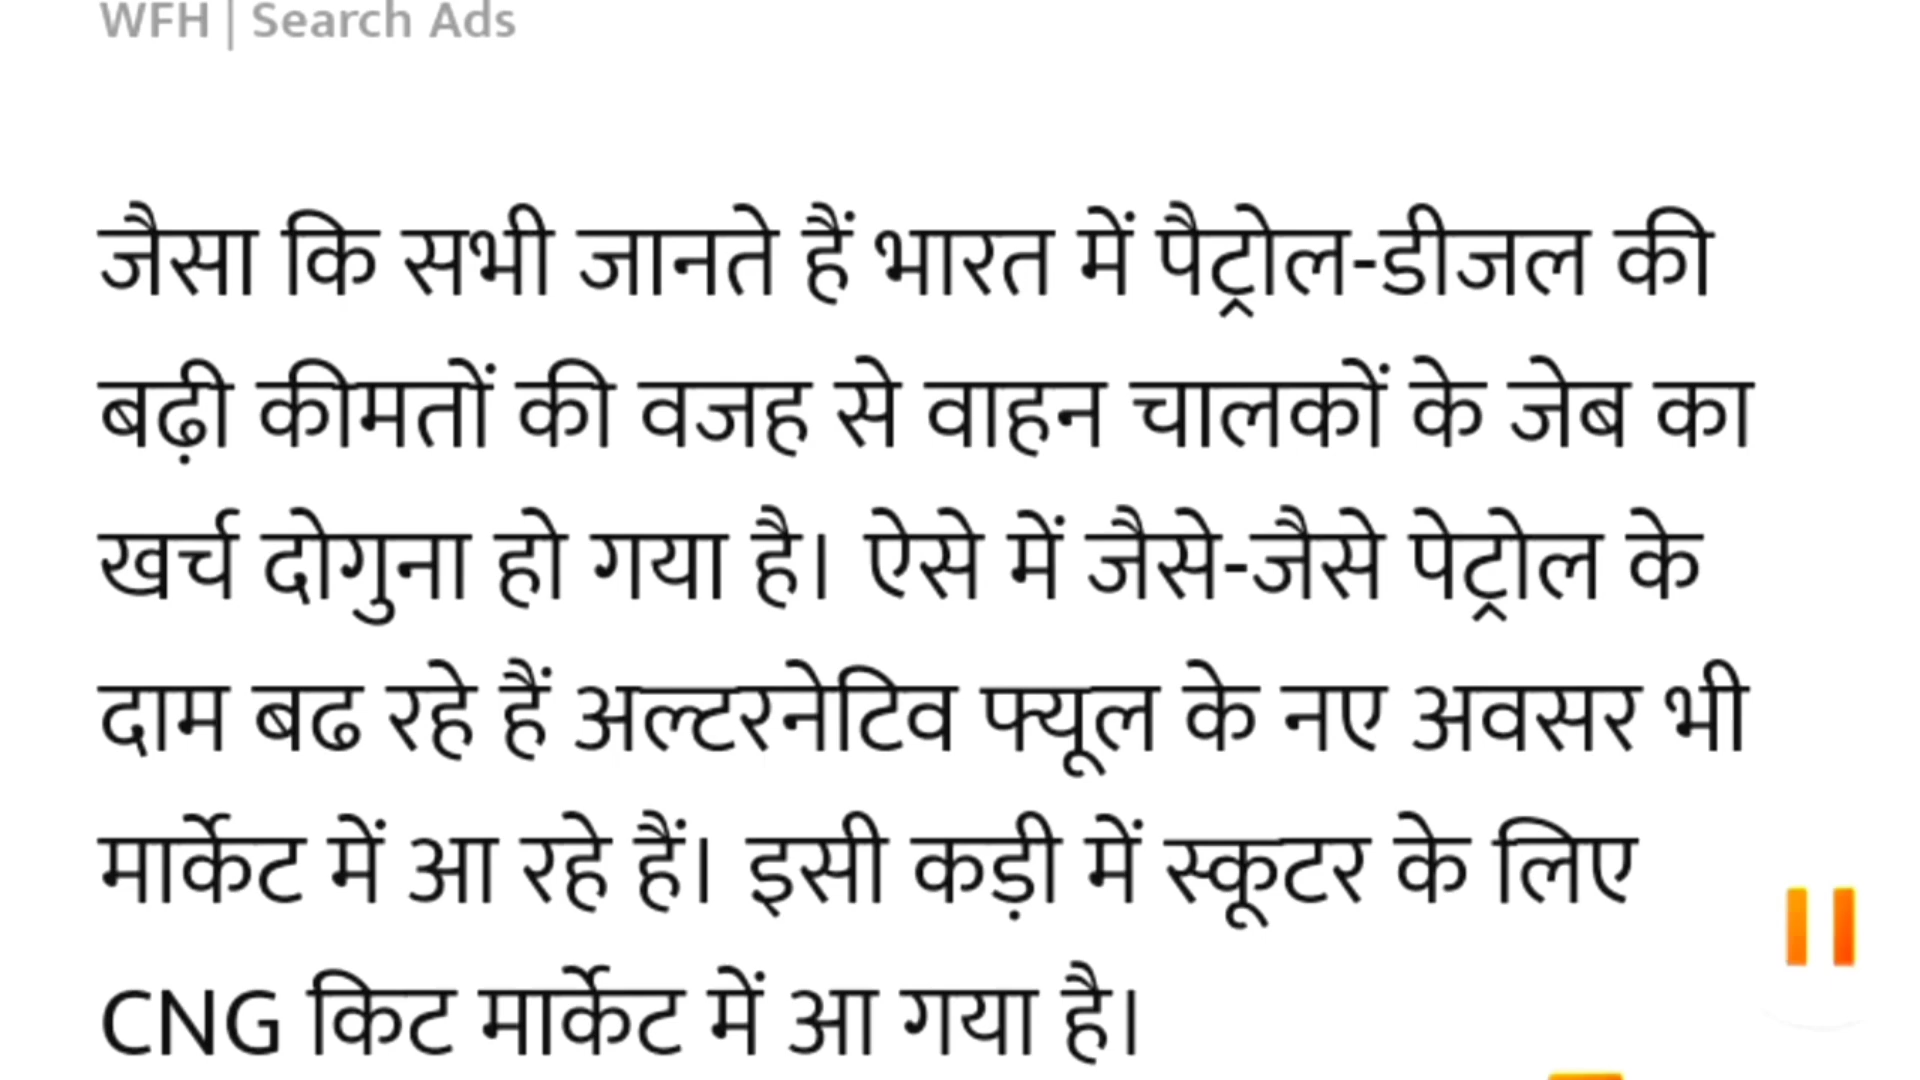 WFH | Search Ads
जैसा कि सभी जानते हैं भारत में पैट्रोल-डीजल की
बढ़ी कीमतों की वजह से वाहन चालकों के जेब का
खर्च दोगुना हो गया है। ऐसे में जैसे-जैसे पेट्रोल के
दाम बढ रहे हैं अल्टरनेटिव फ्यूल के नए अवसर भी
मार्केट में आ रहे हैं। इसी कड़ी में स्कूटर के लिए
CNG किट मार्केट में आ गया है।